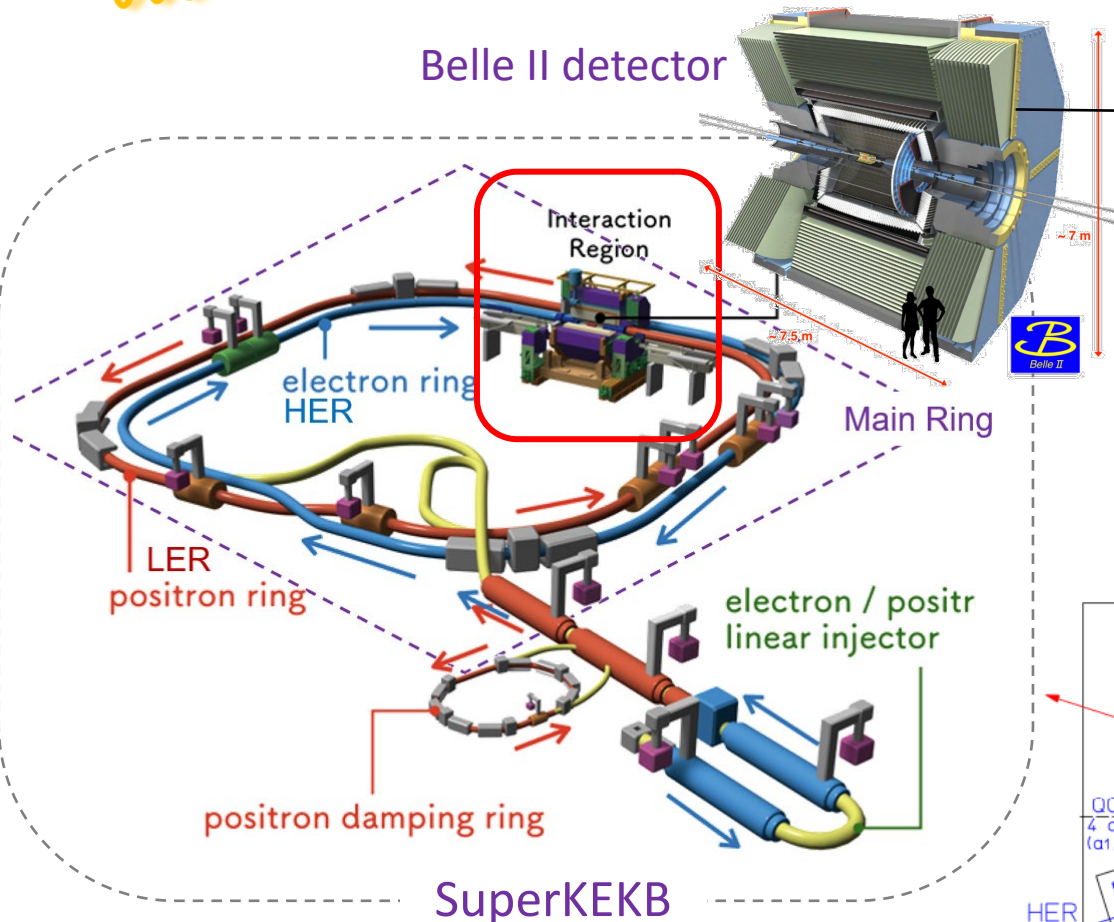 Belle II detector
Interaction
Region
~ 7 m
~ 7.5 m
Belle II
electron ring
HER
Main Ring
LER
positron ring
electron / positr
linear injector
positron damping ring
SuperKEKB
HER